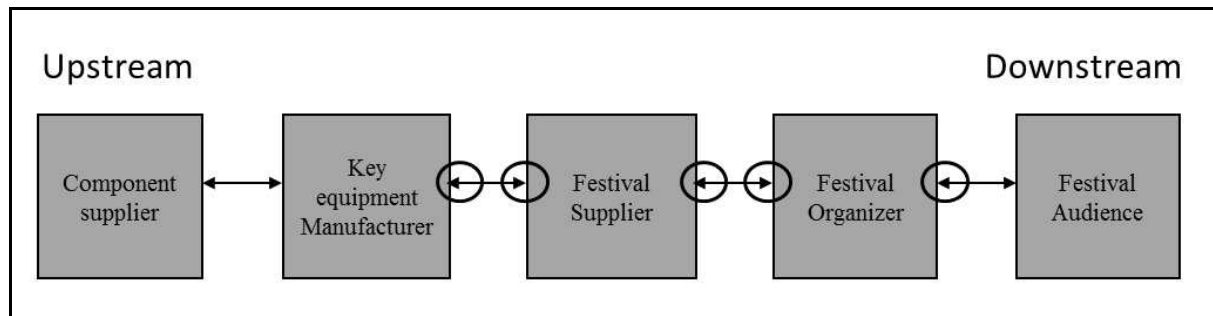 Upstream
Downstream
Component
supplier
Key
equipment
Manufacturer
Festival
Supplier
Festival
Organizer
Festival
Audience